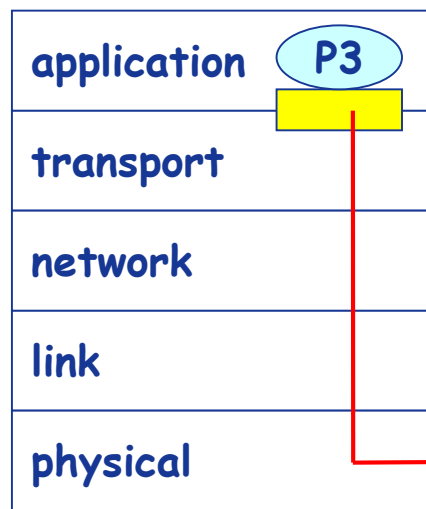 application P3
transport
network
link
physical